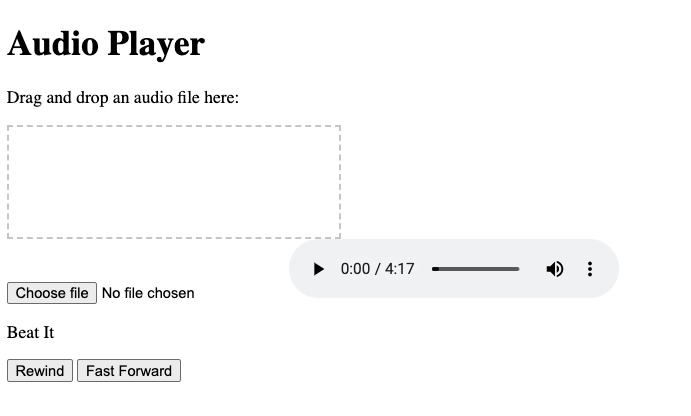 Audio Player
Drag and drop an audio file here:
0:00 / 4:17
Choose file No file chosen
Beat It
Rewind Fast Forward